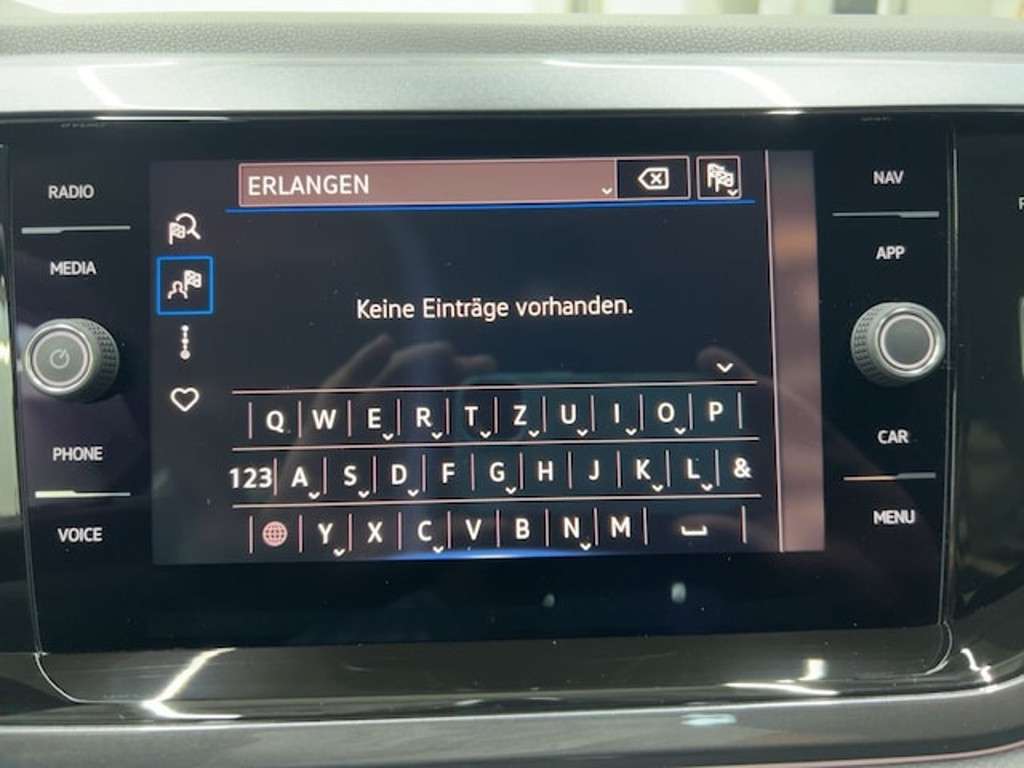 RADIO
MEDIA
PHONE
VOICE
ERLANGEN
Keine Einträge vorhanden.
Q W E R T Z U I O P
123 A S D F G H J K L &
Y X C V B N M
NAV
APP
CAR
MENU